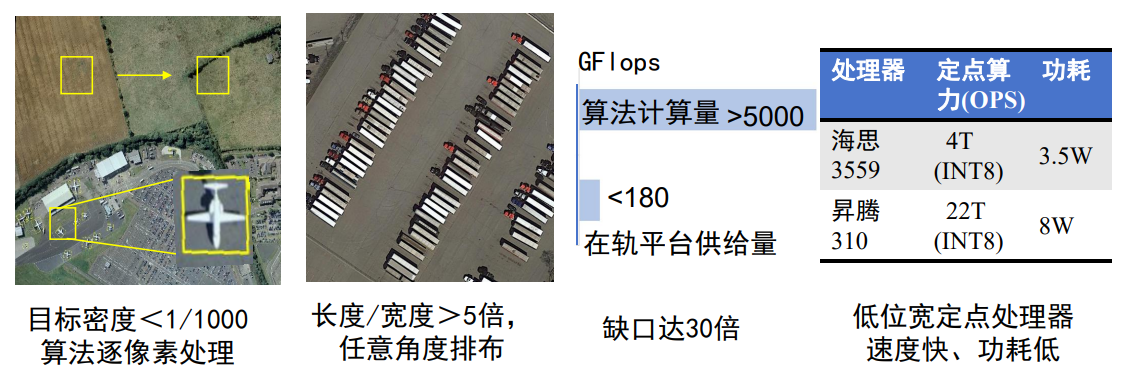 GFlops
算法计算量 >5000
<180
在轨平台供给量
处理器 定点算力(OPS) 功耗
海思3559 4T (INT8) 3.5W
昇腾310 22T (INT8) 8W
目标密度＜1/1000
算法逐像素处理
长度/宽度＞5倍，
任意角度排布
缺口达30倍
低位宽定点处理器
速度快、功耗低